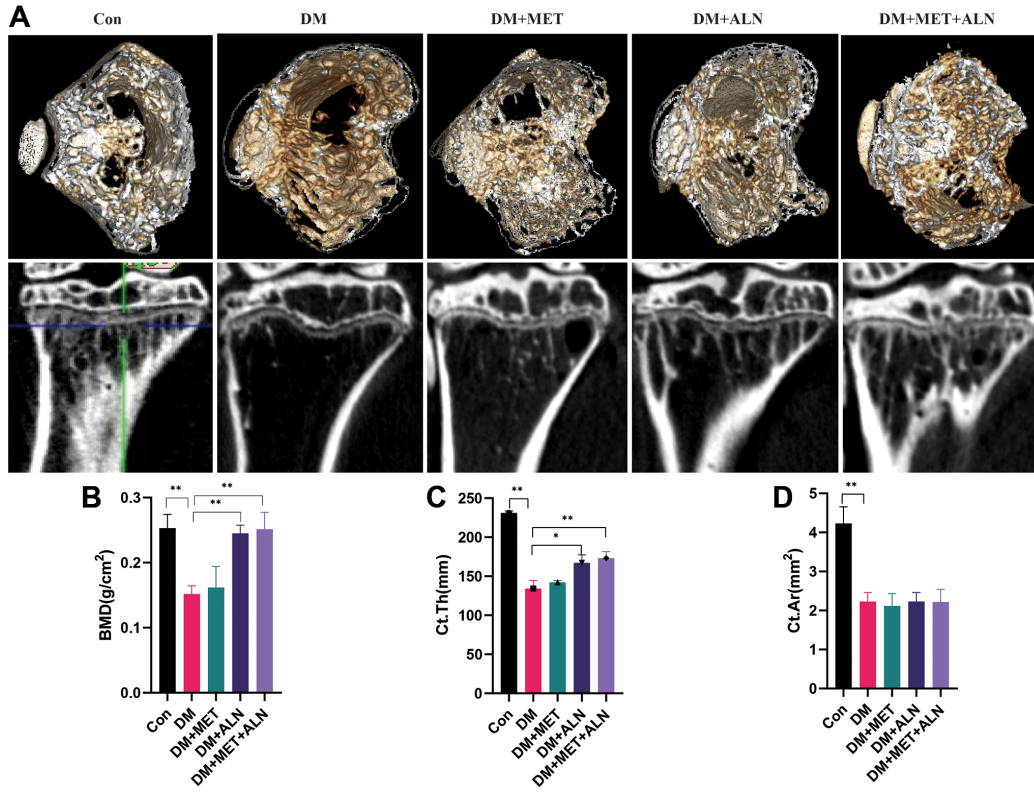 A
Con DM DM+MET DM+ALN DM+MET+ALN
B
BMD(g/cm²)
0.3
0.2
0.1
0.0
**
**
**
Con
DM
DM+MET
DM+ALN
DM+MET+ALN
C
Ct.Th(mm)
250
200
150
100
50
0
**
**
*
Con
DM
DM+MET
DM+ALN
DM+MET+ALN
D
Ct.Ar(mm²)
5
4
3
2
1
0
**
Con
DM
DM+MET
DM+ALN
DM+MET+ALN